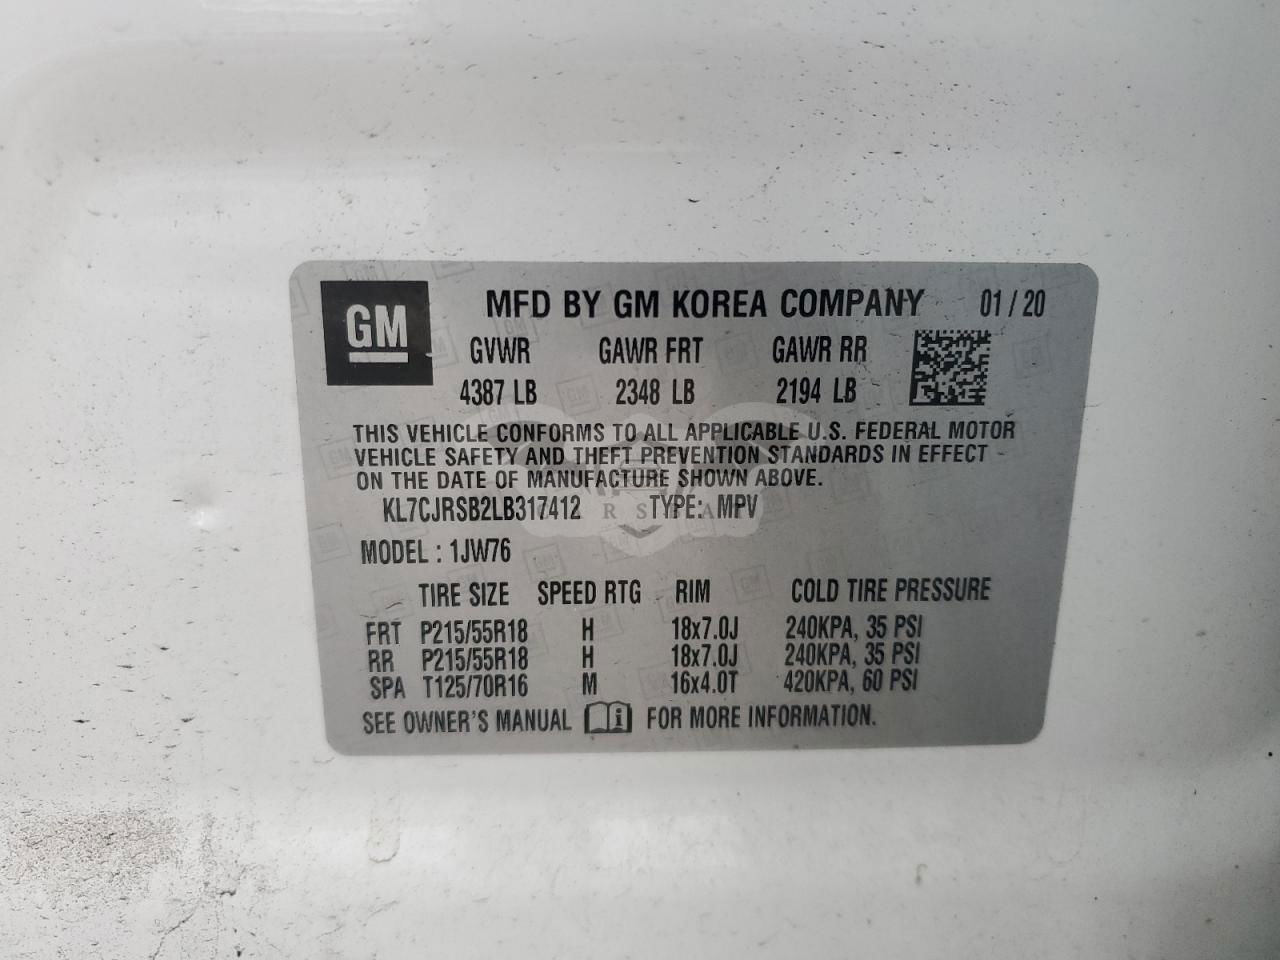 GM
MFD BY GM KOREA COMPANY 01 / 20
GVWR GAWR FRT GAWR RR
4387 LB 2348 LB 2194 LB
THIS VEHICLE CONFORMS TO ALL APPLICABLE U.S. FEDERAL MOTOR
VEHICLE SAFETY AND THEFT PREVENTION STANDARDS IN EFFECT
ON THE DATE OF MANUFACTURE SHOWN ABOVE.
KL7CJRSB2LB317412 TYPE: MPV
MODEL : 1JW76
TIRE SIZE SPEED RTG RIM COLD TIRE PRESSURE
FRT P215/55R18 H 18x7.0J 240KPA, 35 PSI
RR P215/55R18 H 18x7.0J 240KPA, 35 PSI
SPA T125/70R16 M 16x4.0T 420KPA, 60 PSI
SEE OWNER'S MANUAL i FOR MORE INFORMATION.